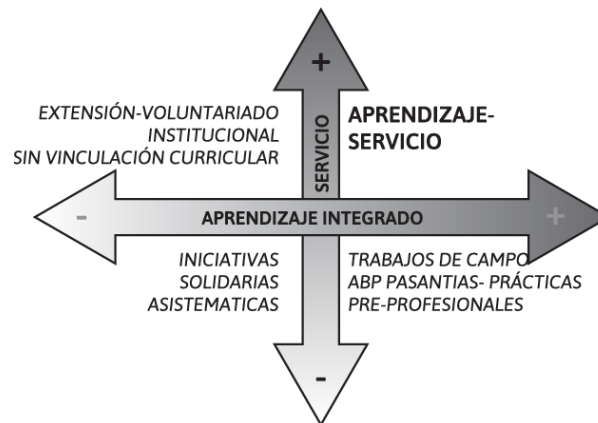 +
EXTENSIÓN-VOLUNTARIADO
INSTITUCIONAL
SIN VINCULACIÓN CURRICULAR
SERVICIO
APRENDIZAJE-
SERVICIO
-
APRENDIZAJE INTEGRADO
+
INICIATIVAS
SOLIDARIAS
ASISTEMATICAS
TRABAJOS DE CAMPO
ABP PASANTIAS- PRÁCTICAS
PRE-PROFESIONALES
-